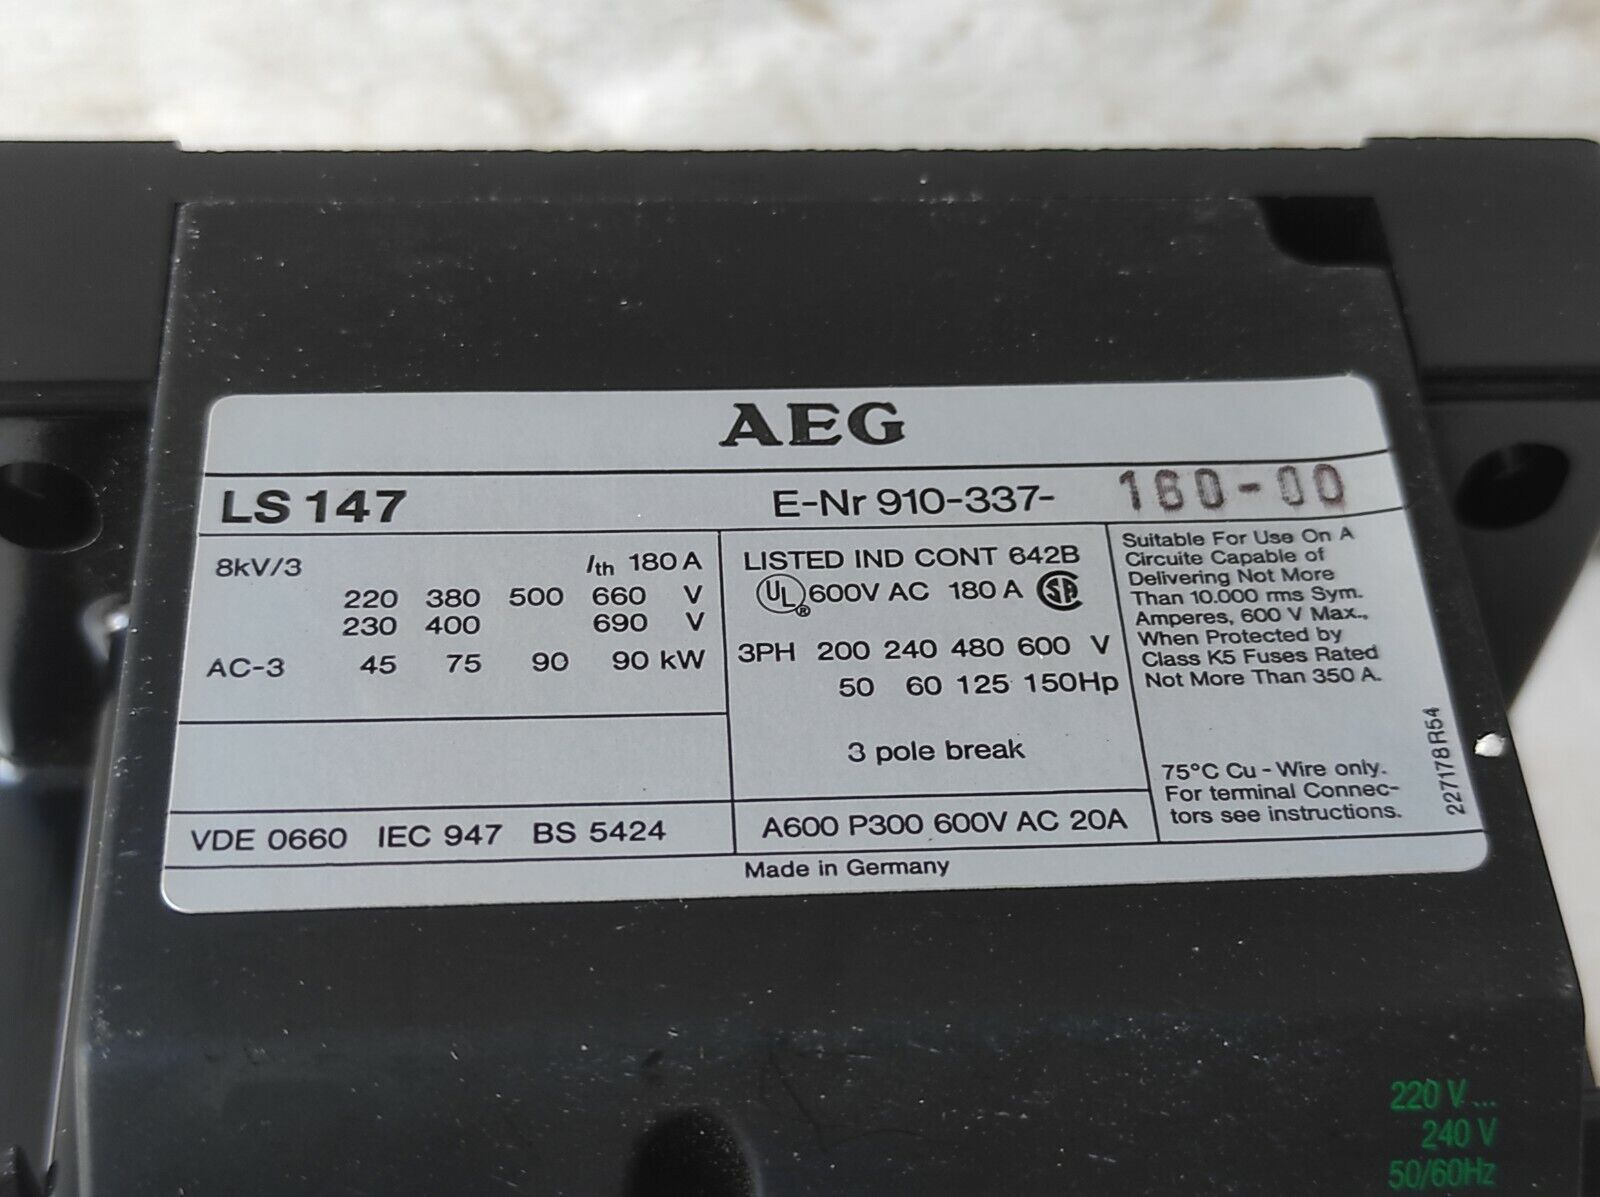 AEG
LS 147 E-Nr 910-337- 160-00
8kV/3 Ith 180 A
220 380 500 660 V
230 400 690 V
AC-3 45 75 90 90 kW
VDE 0660 IEC 947 BS 5424
LISTED IND CONT 642B
UL® 600V AC 180 A SA
3PH 200 240 480 600 V
50 60 125 150Hp
3 pole break
A600 P300 600V AC 20A
Suitable For Use On A
Circuite Capable of
Delivering Not More
Than 10.000 rms Sym.
Amperes, 600 V Max.,
When Protected by
Class K5 Fuses Rated
Not More Than 350 A.
75°C Cu - Wire only.
For terminal Connec-
tors see instructions.
227178R54
Made in Germany
220 V...
240 V
50/60Hz